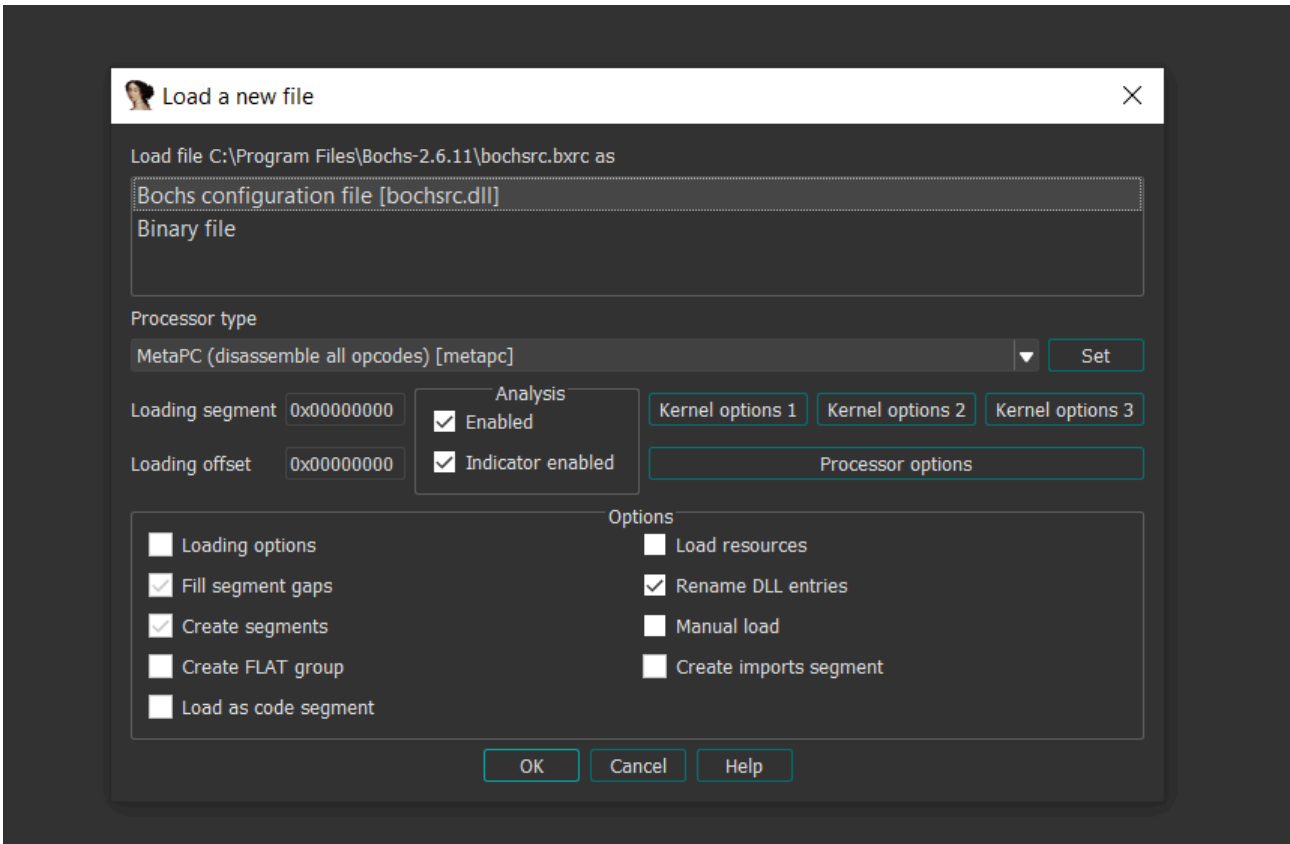 Load a new file
Load file C:\Program Files\Bochs-2.6.11\bochsrc.bxrc as
Bochs configuration file [bochsrc.dll]
Binary file
Processor type
MetaPC (disassemble all opcodes) [metapc]
Set
Loading segment
0x00000000
Loading offset
0x00000000
Analysis
Enabled
Indicator enabled
Kernel options 1
Kernel options 2
Kernel options 3
Processor options
Options
Loading options
Fill segment gaps
Create segments
Create FLAT group
Load as code segment
Load resources
Rename DLL entries
Manual load
Create imports segment
OK
Cancel
Help